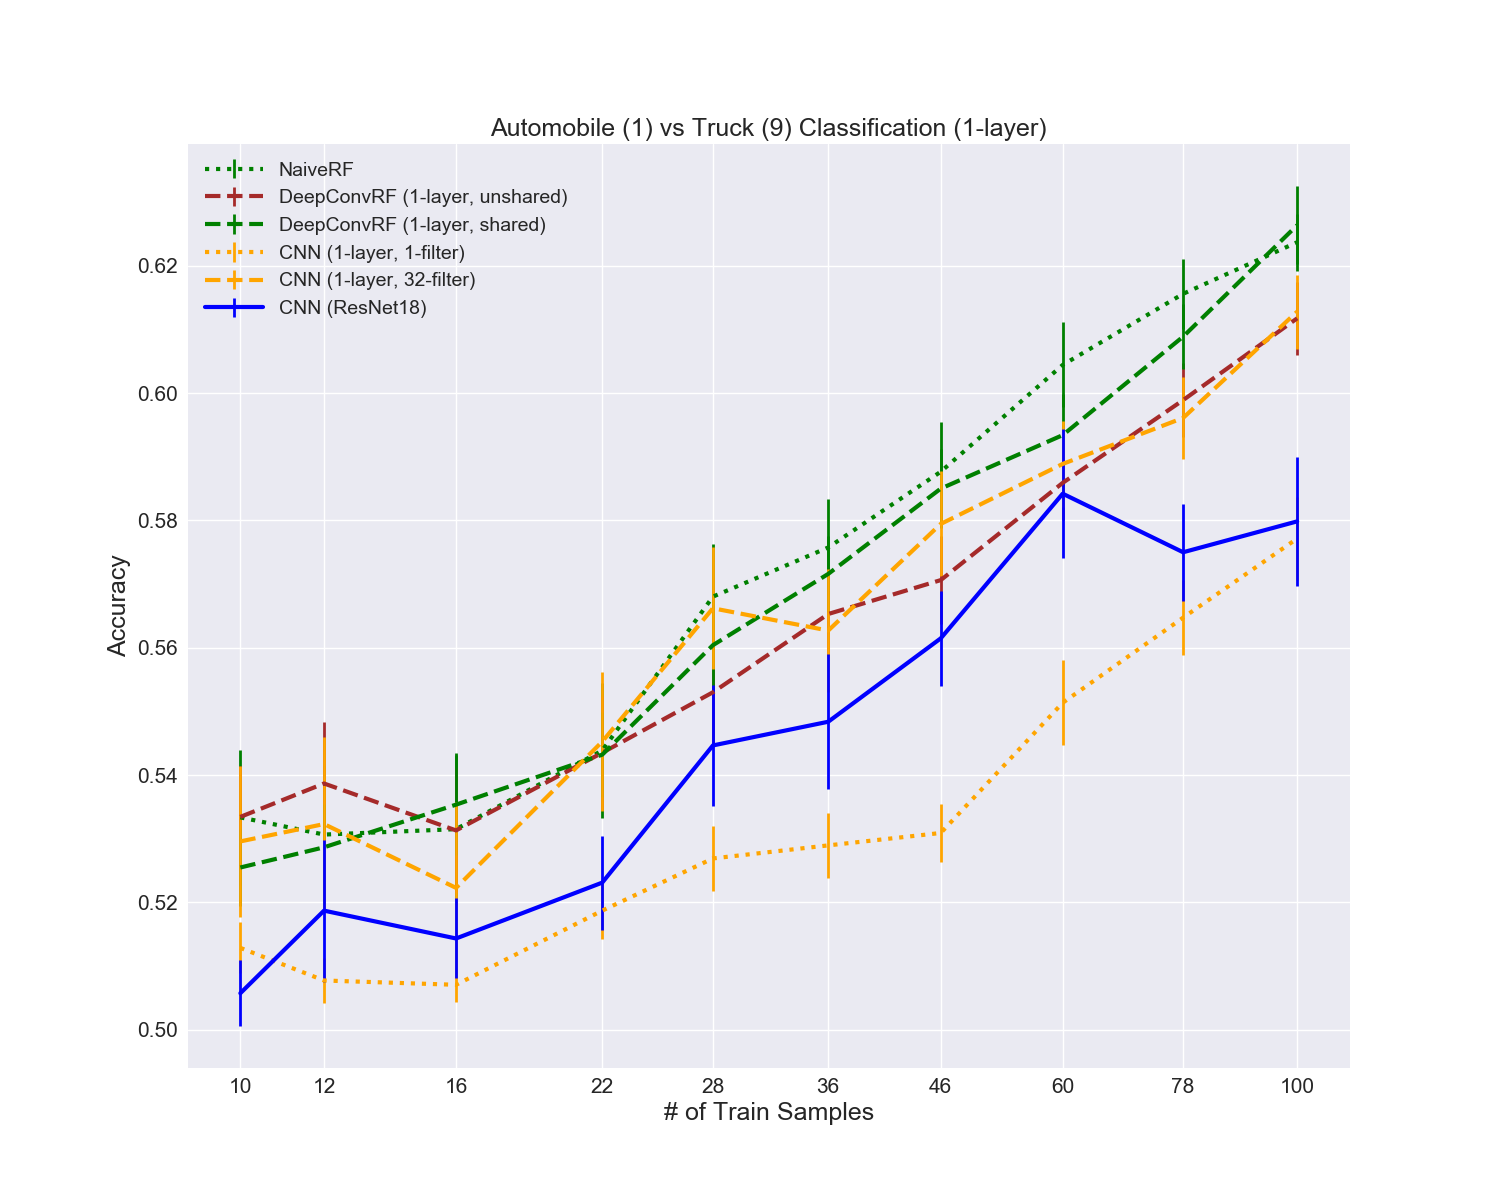 Automobile (1) vs Truck (9) Classification (1-layer)
NaiveRF
DeepConvRF (1-layer, unshared)
DeepConvRF (1-layer, shared)
CNN (1-layer, 1-filter)
CNN (1-layer, 32-filter)
CNN (ResNet18)
0.62
0.60
0.58
0.56
0.54
0.52
0.50
Accuracy
10 12 16 22 28 36 46 60 78 100
# of Train Samples